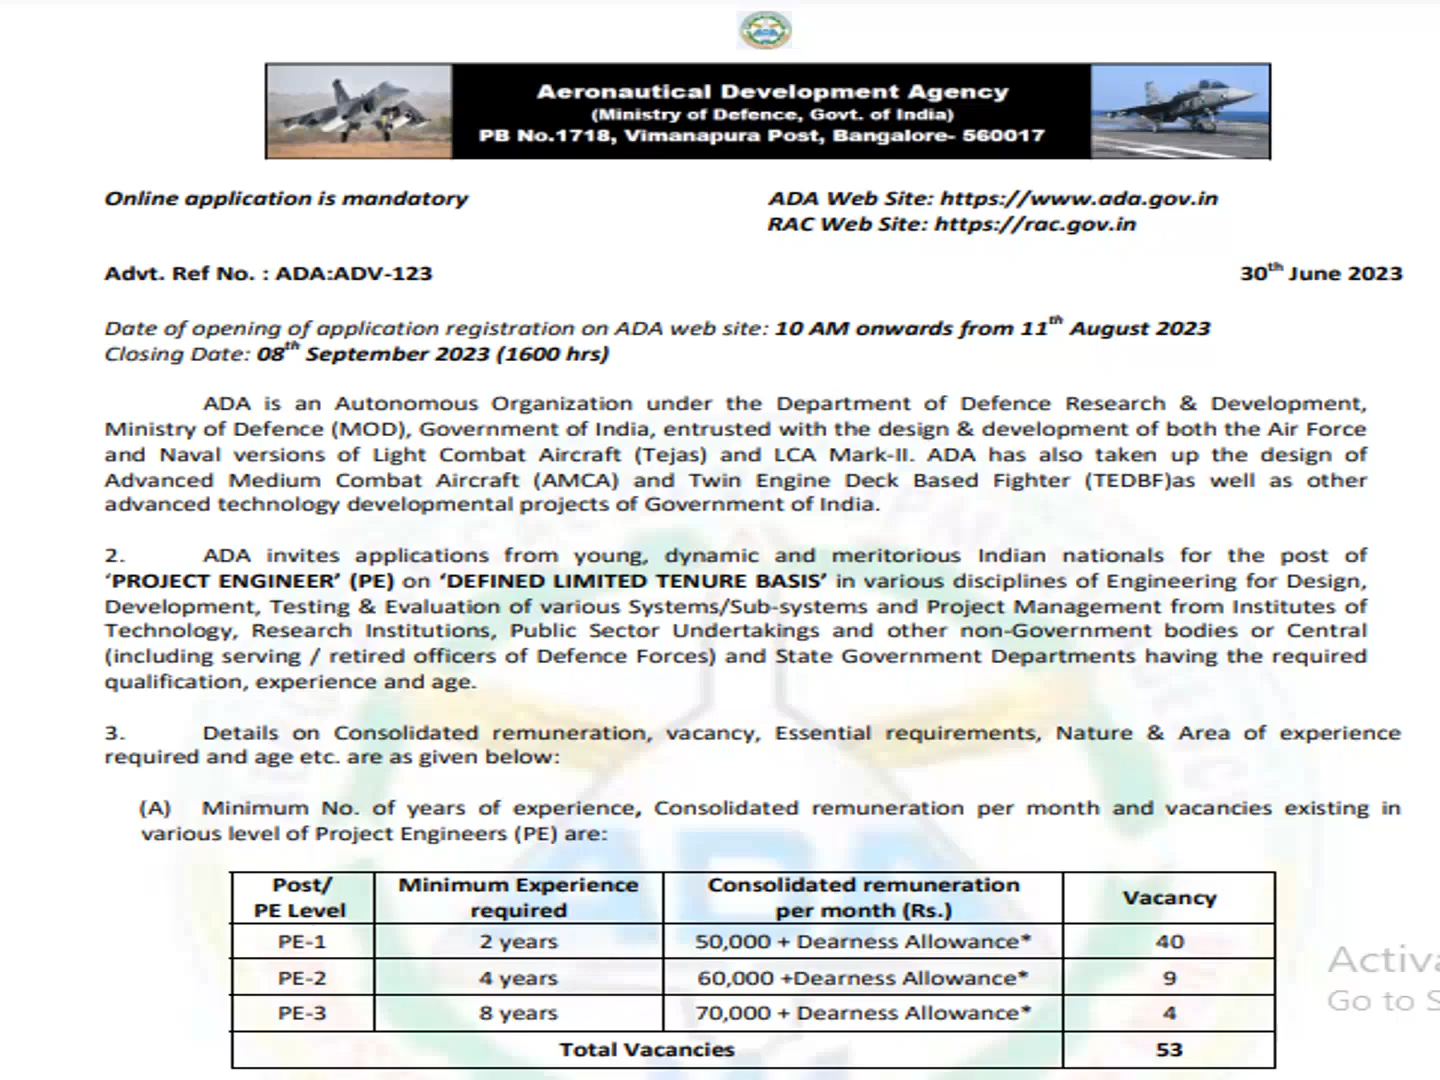 Aeronautical Development Agency
(Ministry of Defence, Govt. of India)
PB No.1718, Vimanapura Post, Bangalore- 560017
Online application is mandatory
ADA Web Site: https://www.ada.gov.in
RAC Web Site: https://rac.gov.in
Advt. Ref No. : ADA:ADV-123
30th June 2023
Date of opening of application registration on ADA web site: 10 AM onwards from 11th August 2023
Closing Date: 08th September 2023 (1600 hrs)
ADA is an Autonomous Organization under the Department of Defence Research & Development,
Ministry of Defence (MOD), Government of India, entrusted with the design & development of both the Air Force
and Naval versions of Light Combat Aircraft (Tejas) and LCA Mark-II. ADA has also taken up the design of
Advanced Medium Combat Aircraft (AMCA) and Twin Engine Deck Based Fighter (TEDBF)as well as other
advanced technology developmental projects of Government of India.
2. ADA invites applications from young, dynamic and meritorious Indian nationals for the post of
‘PROJECT ENGINEER’ (PE) on ‘DEFINED LIMITED TENURE BASIS’ in various disciplines of Engineering for Design,
Development, Testing & Evaluation of various Systems/Sub-systems and Project Management from Institutes of
Technology, Research Institutions, Public Sector Undertakings and other non-Government bodies or Central
(including serving / retired officers of Defence Forces) and State Government Departments having the required
qualification, experience and age.
3. Details on Consolidated remuneration, vacancy, Essential requirements, Nature & Area of experience
required and age etc. are as given below:
(A) Minimum No. of years of experience, Consolidated remuneration per month and vacancies existing in
various level of Project Engineers (PE) are:
Post/ PE Level Minimum Experience required Consolidated remuneration per month (Rs.) Vacancy
PE-1 2 years 50,000 + Dearness Allowance* 40
PE-2 4 years 60,000 +Dearness Allowance* 9
PE-3 8 years 70,000 + Dearness Allowance* 4
Total Vacancies 53
ADA
Go to S